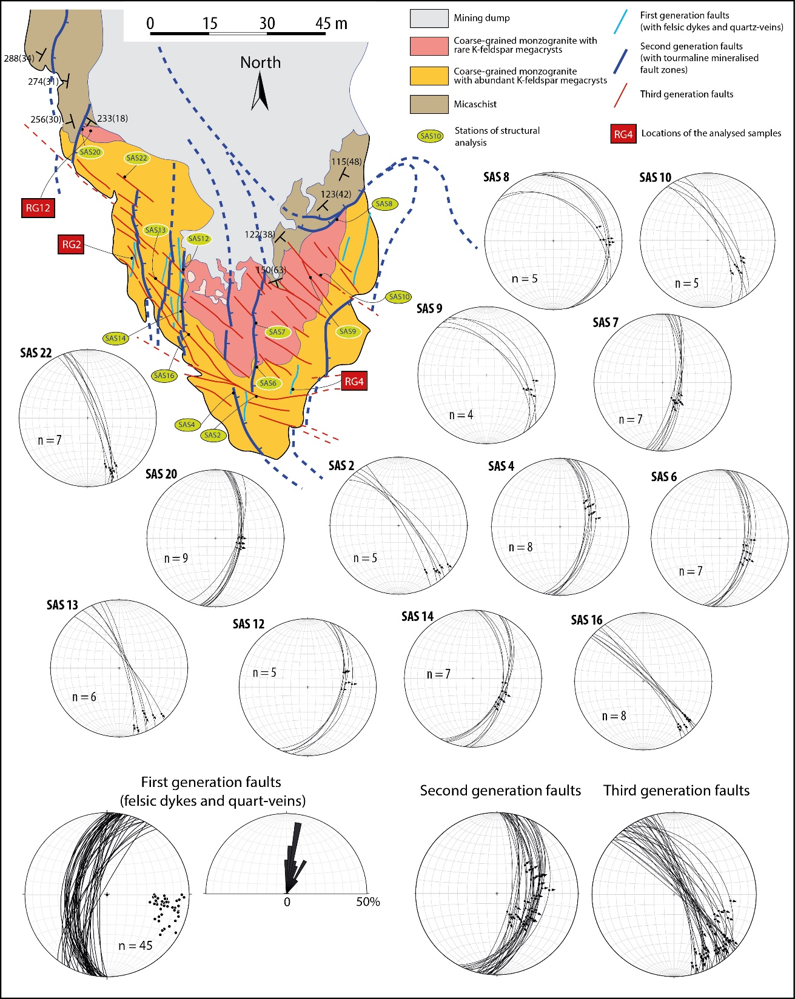 0 15 30 45 m
North
288(34)
274(31)
256(30)
233(18)
115(48)
123(42)
122(38)
150(63)
SAS20
SAS22
SAS13
SAS12
SAS8
SAS10
SAS9
SAS7
SAS14
SAS16
SAS6
SAS4
SAS2
RG12
RG2
RG4
Mining dump
Coarse-grained monzogranite with
rare K-feldspar megacrysts
Coarse-grained monzogranite
with abundant K-feldspar megacrysts
Micaschist
SAS10
Stations of structural
analysis
First generation faults
(with felsic dykes and quartz-veins)
Second generation faults
(with tourmaline mineralised
fault zones)
Third generation faults
RG4
Locations of the analysed samples
SAS 8
n = 5
SAS 10
n = 5
SAS 9
n = 4
SAS 7
n = 7
SAS 22
n = 7
SAS 20
n = 9
SAS 2
n = 5
SAS 4
n = 8
SAS 6
n = 7
SAS 13
n = 6
SAS 12
n = 5
SAS 14
n = 7
SAS 16
n = 8
First generation faults
(felsic dykes and quart-veins)
n = 45
0 50%
Second generation faults
Third generation faults